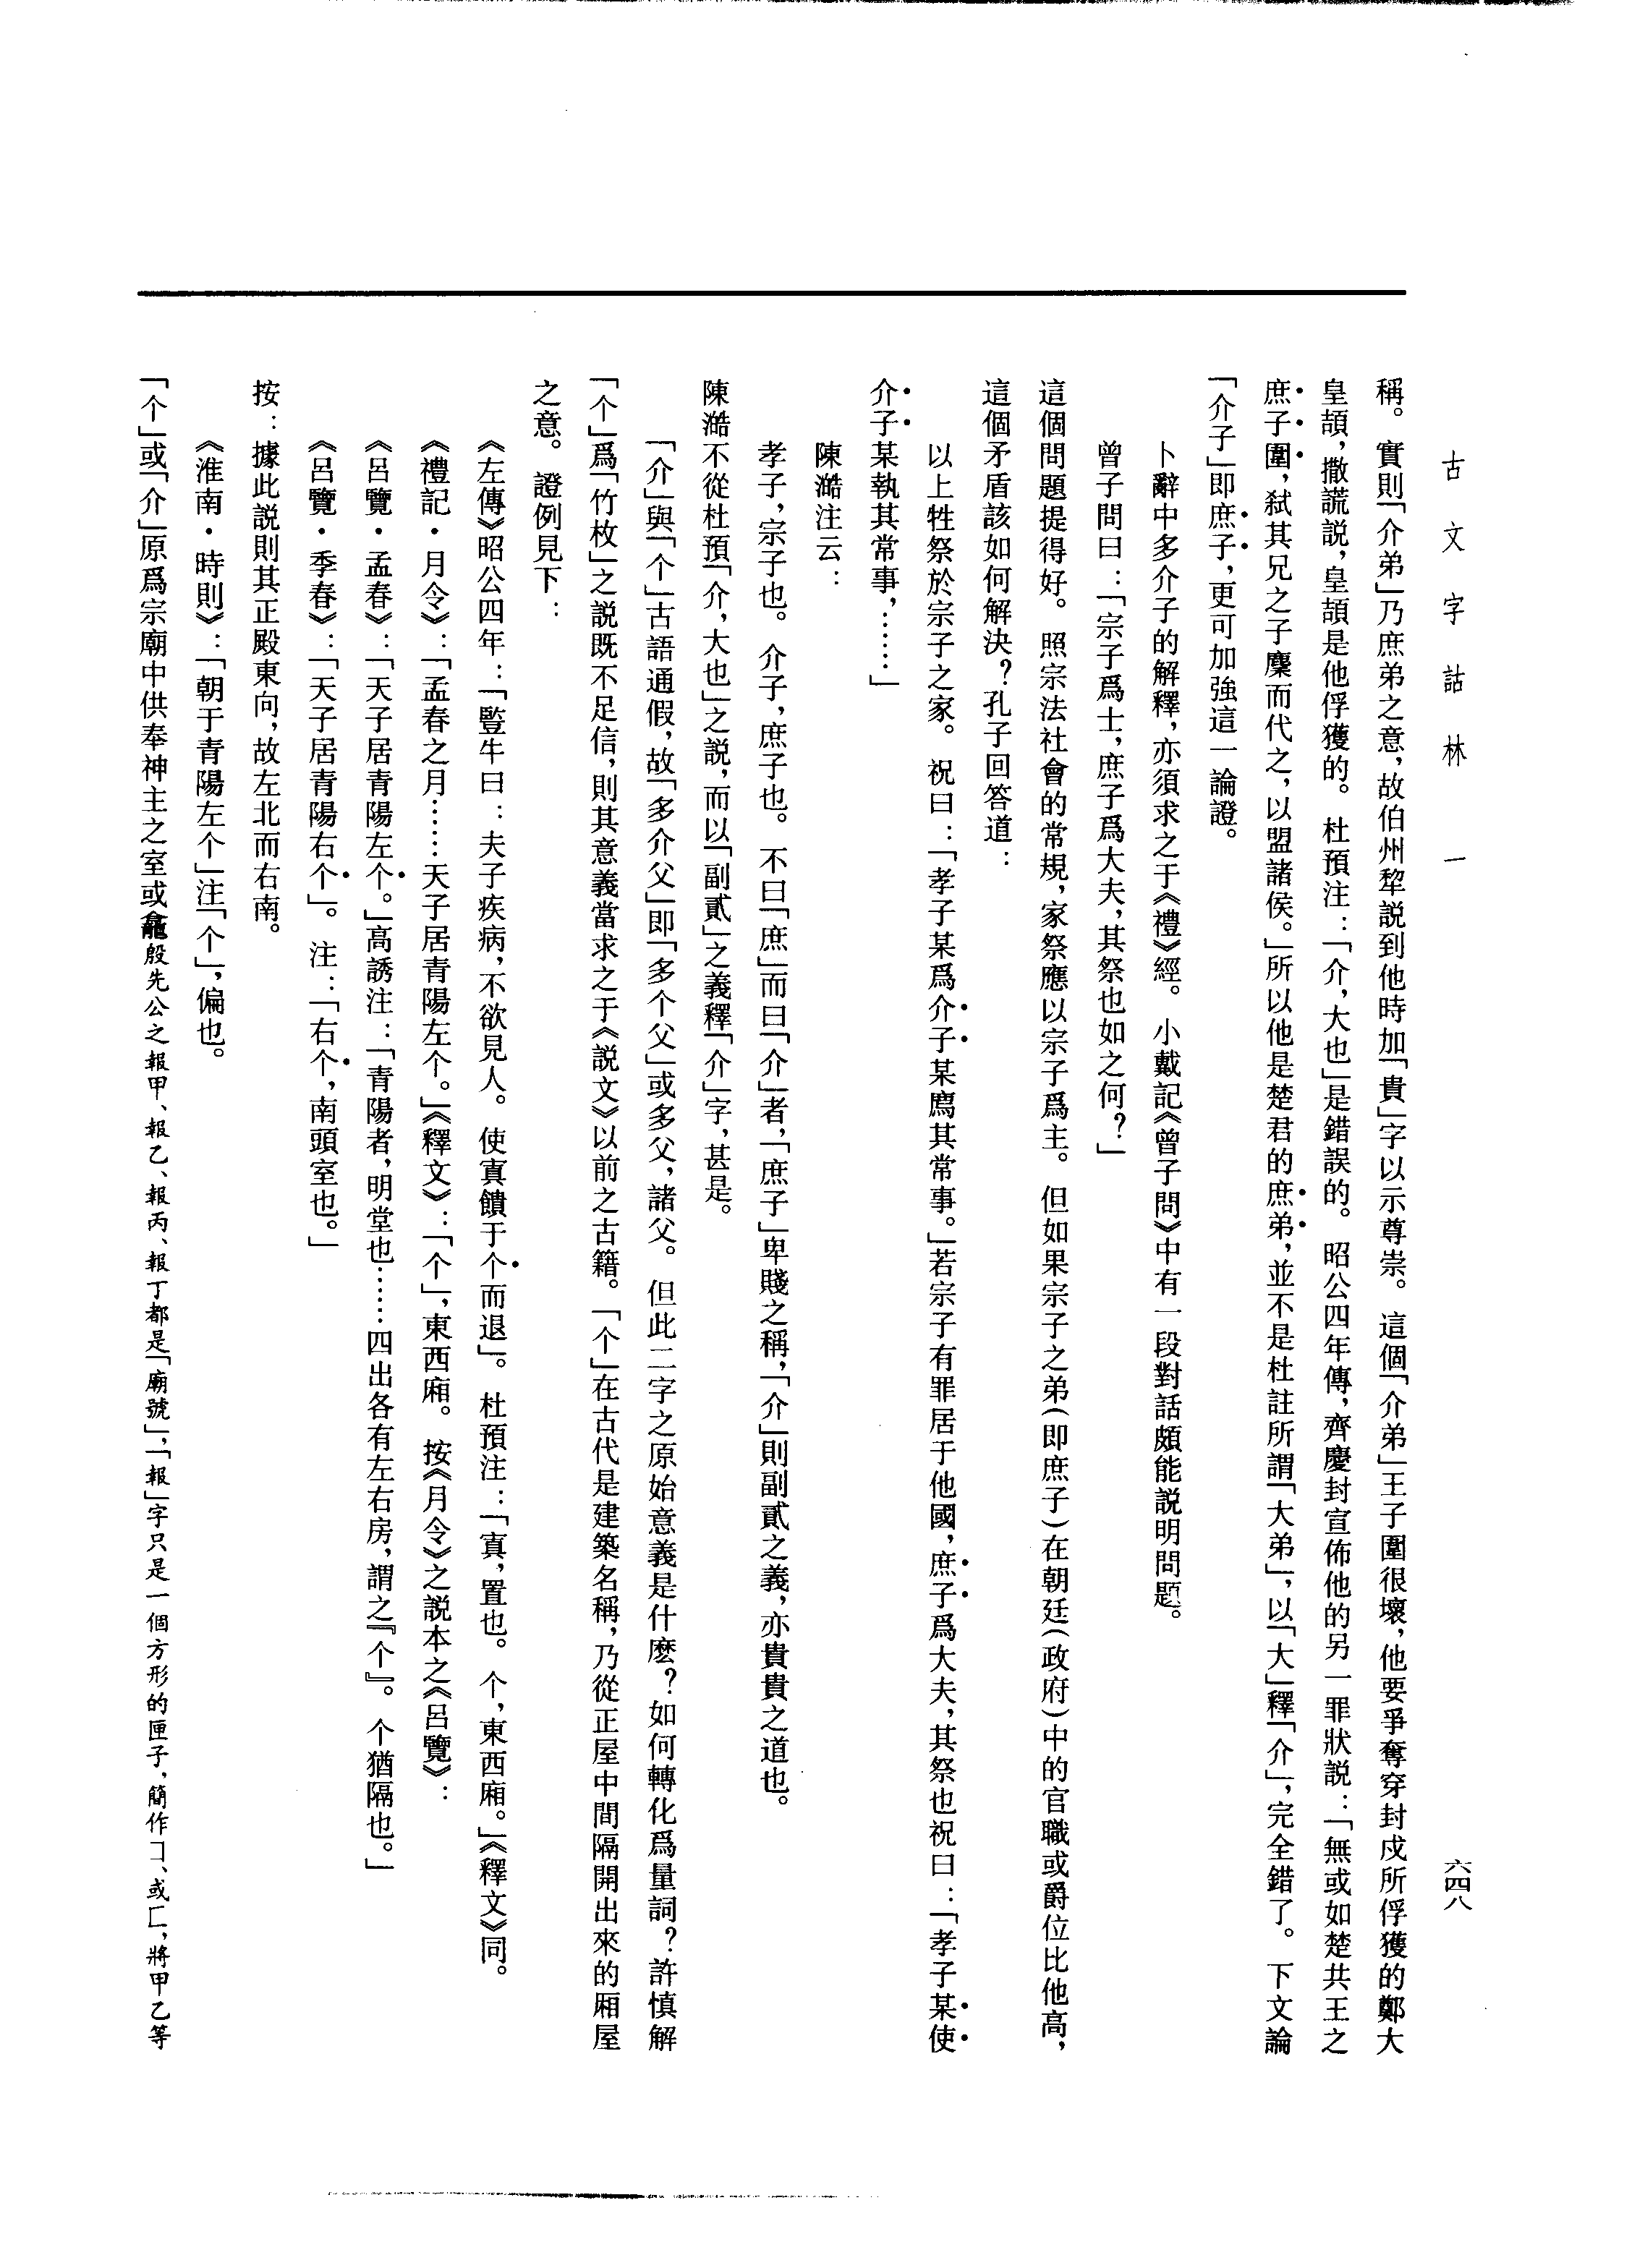 古文字詁林　一
六四八
稱。實則「介弟」乃庶弟之意，故伯州犂説到他時加「貴」字以示尊崇。這個「介弟」王子圍很壞，他要爭奪穿封戍所俘獲的鄭大
皇頡，撒謊説，皇頡是他俘獲的。杜預注：「介，大也」是錯誤的。昭公四年傳，齊慶封宣佈他的另一罪狀説：「無或如楚共王之
庶子圍，弒其兄之子麇而代之，以盟諸侯。」所以他是楚君的庶弟，並不是杜註所謂「大弟」，以「大」釋「介」，完全錯了。下文論
「介子」即庶子，更可加強這一論證。
卜辭中多介子的解釋，亦須求之于《禮》經。小戴記《曾子問》中有一段對話頗能説明問題。
曾子問曰：「宗子爲士，庶子爲大夫，其祭也如之何？」
這個問題提得好。照宗法社會的常規，家祭應以宗子爲主。但如果宗子之弟（即庶子）在朝廷（政府）中的官職或爵位比他高，
這個矛盾該如何解決？孔子回答道：
以上牲祭於宗子之家。祝曰：「孝子某爲介子某薦其常事。」若宗子有罪居于他國，庶子爲大夫，其祭也祝曰：「孝子某使
介子某執其常事，……」
陳澔注云：
孝子，宗子也。介子，庶子也。不曰「庶」而曰「介」者，「庶子」卑賤之稱，「介」則副貳之義，亦貴貴之道也。
陳澔不從杜預「介，大也」之説，而以「副貳」之義釋「介」字，甚是。
「介」與「个」古語通假，故「多介父」即「多个父」或多父，諸父。但此二字之原始意義是什麽？如何轉化爲量詞？許慎解
「个」爲「竹枚」之説既不足信，則其意義當求之于《説文》以前之古籍。「个」在古代是建築名稱，乃從正屋中間隔開出來的厢屋
之意。證例見下：
《左傳》昭公四年：「豎牛曰：夫子疾病，不欲見人。使寘饋于个而退」。杜預注：「寘，置也。个，東西厢。」《釋文》同。
《禮記·月令》：「孟春之月……天子居青陽左个。」《釋文》：「个」，東西厢。按《月令》之説本之《呂覽》：
《呂覽·孟春》：「天子居青陽左个。」高誘注：「青陽者，明堂也……四出各有左右房，謂之『个』。个猶隔也。」
《呂覽·季春》：「天子居青陽右个」。注：「右个，南頭室也。」
按：據此説則其正殿東向，故左北而右南。
《淮南·時則》：「朝于青陽左个」注「个」，偏也。
「个」或「介」原爲宗廟中供奉神主之室或龕殷先公之報甲、報乙、報丙、報丁都是「廟號」，「報」字只是一個方形的匣子，簡作コ、或匚，將甲乙等